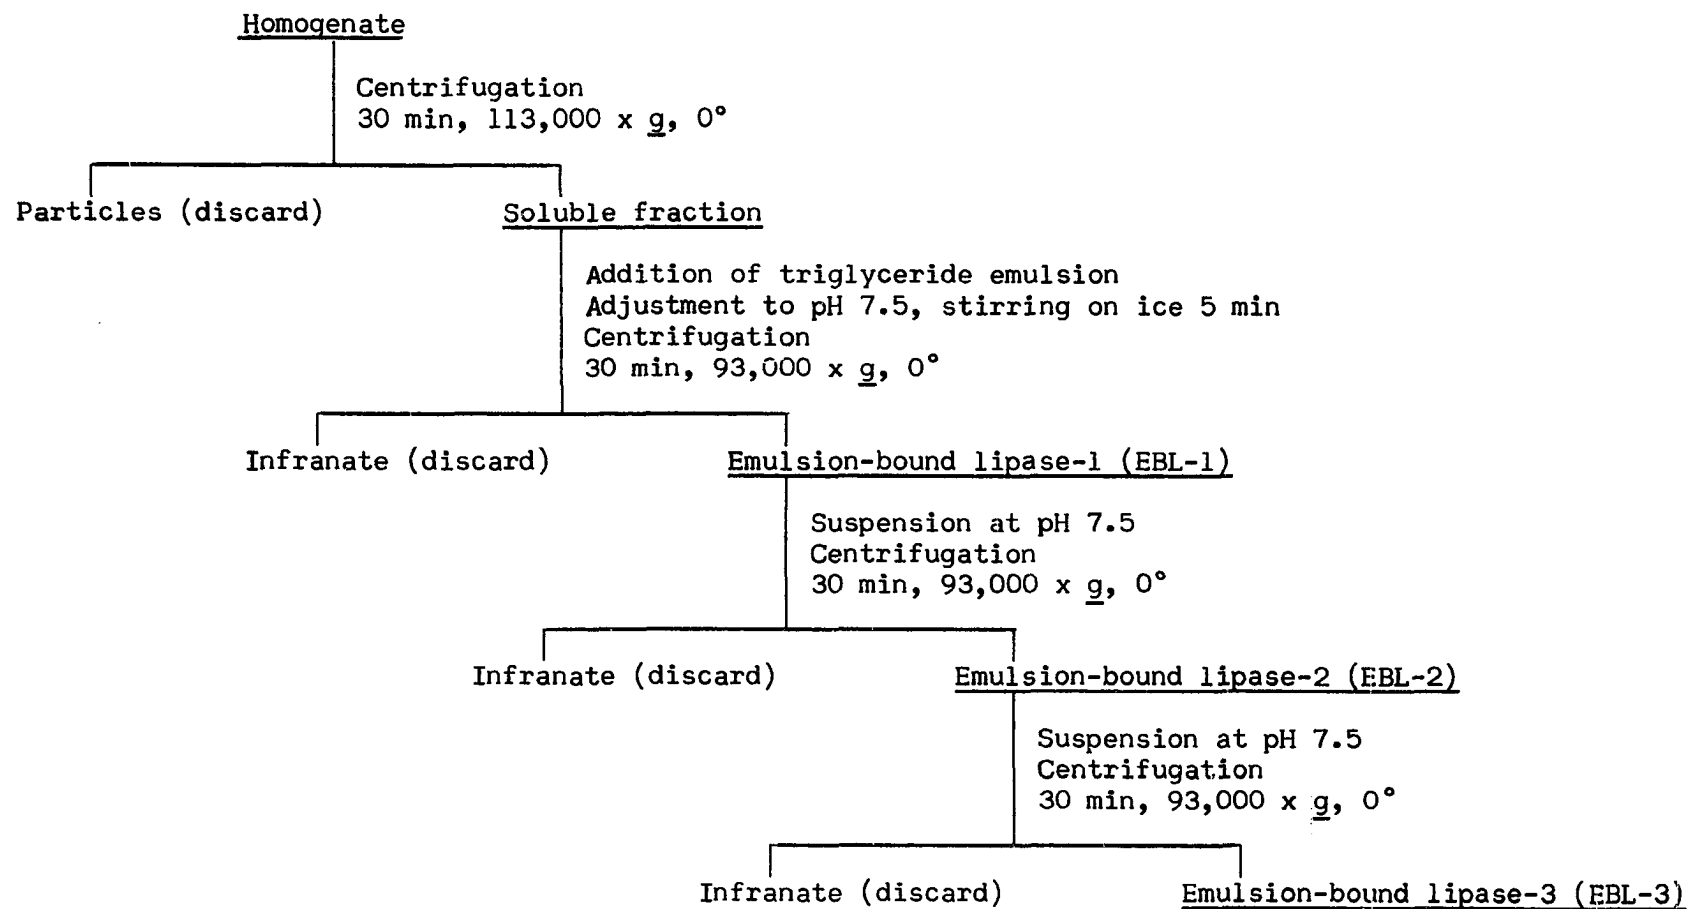 Homogenate
Centrifugation
30 min, 113,000 x g, 0°
Particles (discard)
Soluble fraction
Addition of triglyceride emulsion
Adjustment to pH 7.5, stirring on ice 5 min
Centrifugation
30 min, 93,000 x g, 0°
Infranate (discard)
Emulsion-bound lipase-1 (EBL-1)
Suspension at pH 7.5
Centrifugation
30 min, 93,000 x g, 0°
Infranate (discard)
Emulsion-bound lipase-2 (EBL-2)
Suspension at pH 7.5
Centrifugation
30 min, 93,000 x g, 0°
Infranate (discard)
Emulsion-bound lipase-3 (EBL-3)